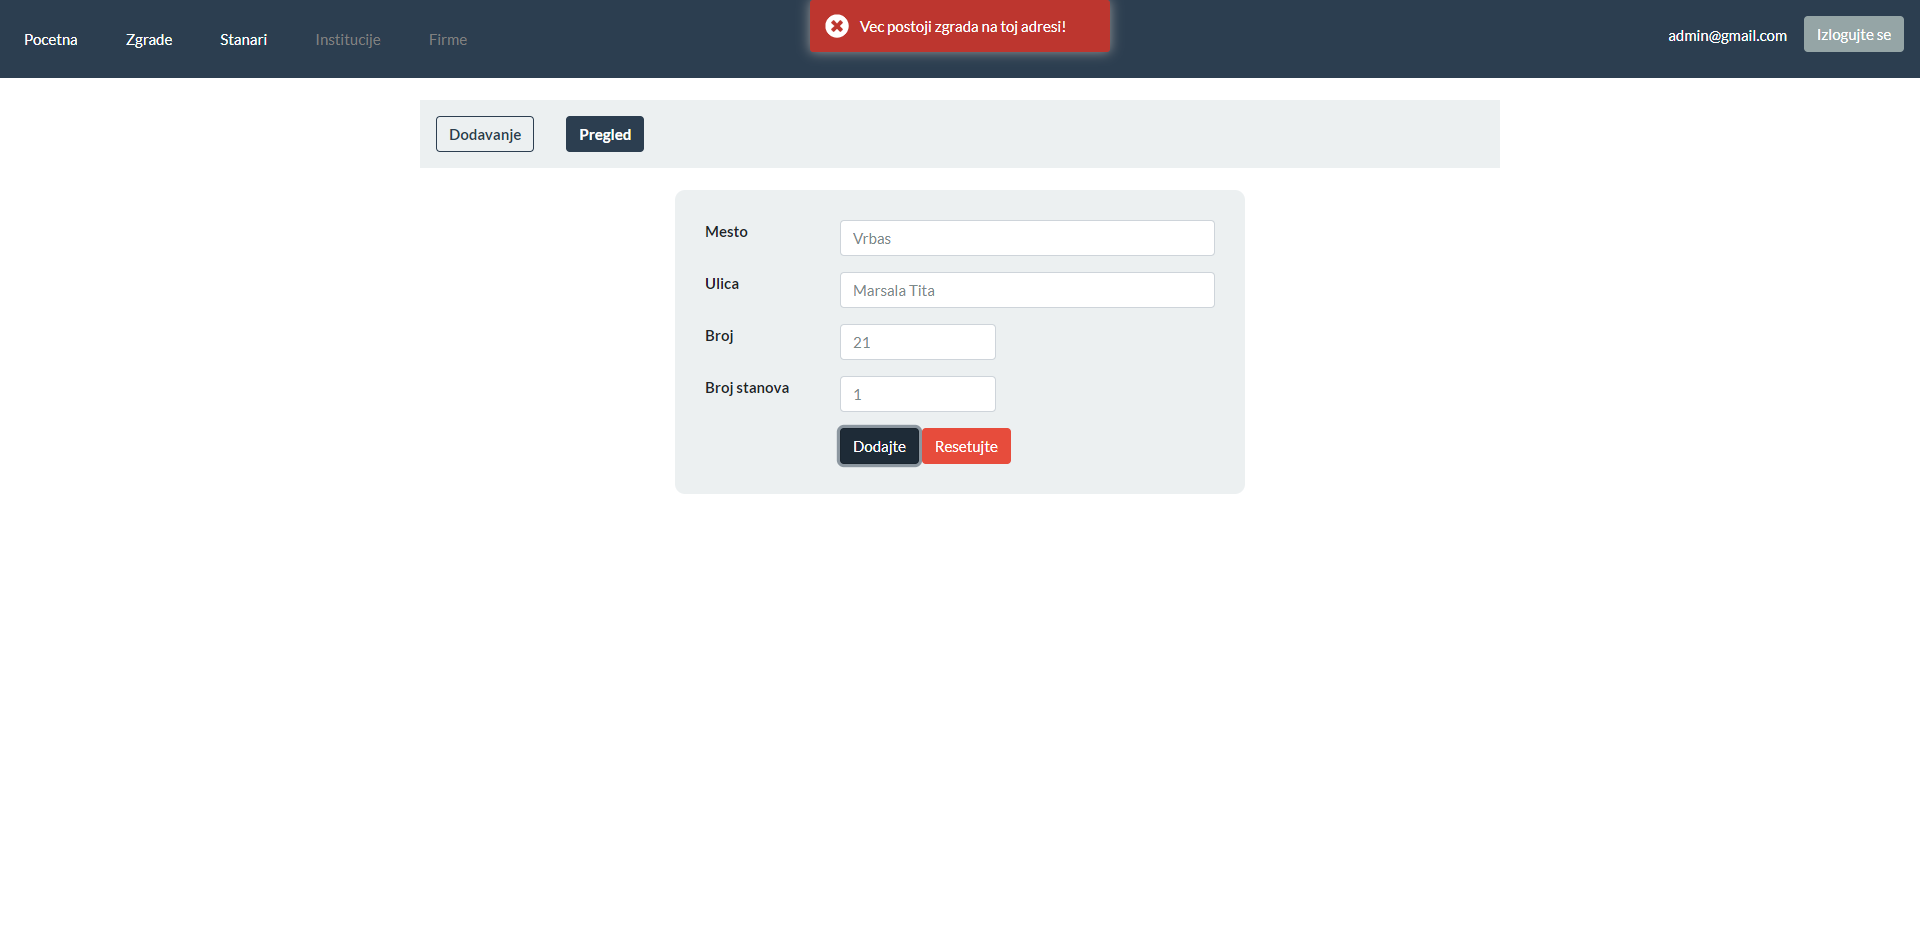 Pocetna Zgrade Stanari Institucije Firme
Vec postoji zgrada na toj adresi!
admin@gmail.com Izlogujte se
Dodavanje Pregled
Mesto Vrbas
Ulica Marsala Tita
Broj 21
Broj stanova 1
Dodajte Resetujte